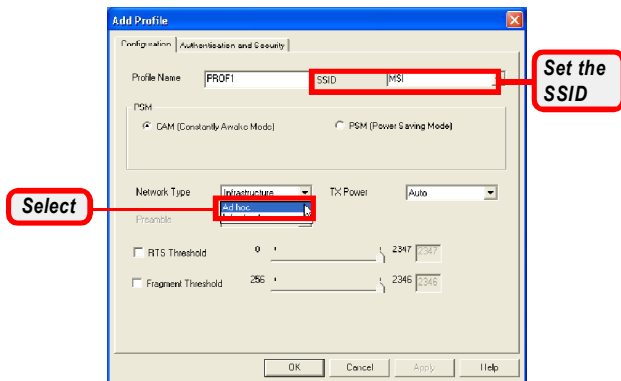 Add Profile
Configuration Authentication and Security
Profile Name PROF1 SSID MSI
Set the
SSID
PSM
CAM (Constantly Awake Mode) PSM (Power Saving Mode)
Network Type Infrastructure TX Power Auto
Select
Ad hoc
Preamble
RTS Threshold 0 2347 2347
Fragment Threshold 256 2346 2346
OK Cancel Apply Help